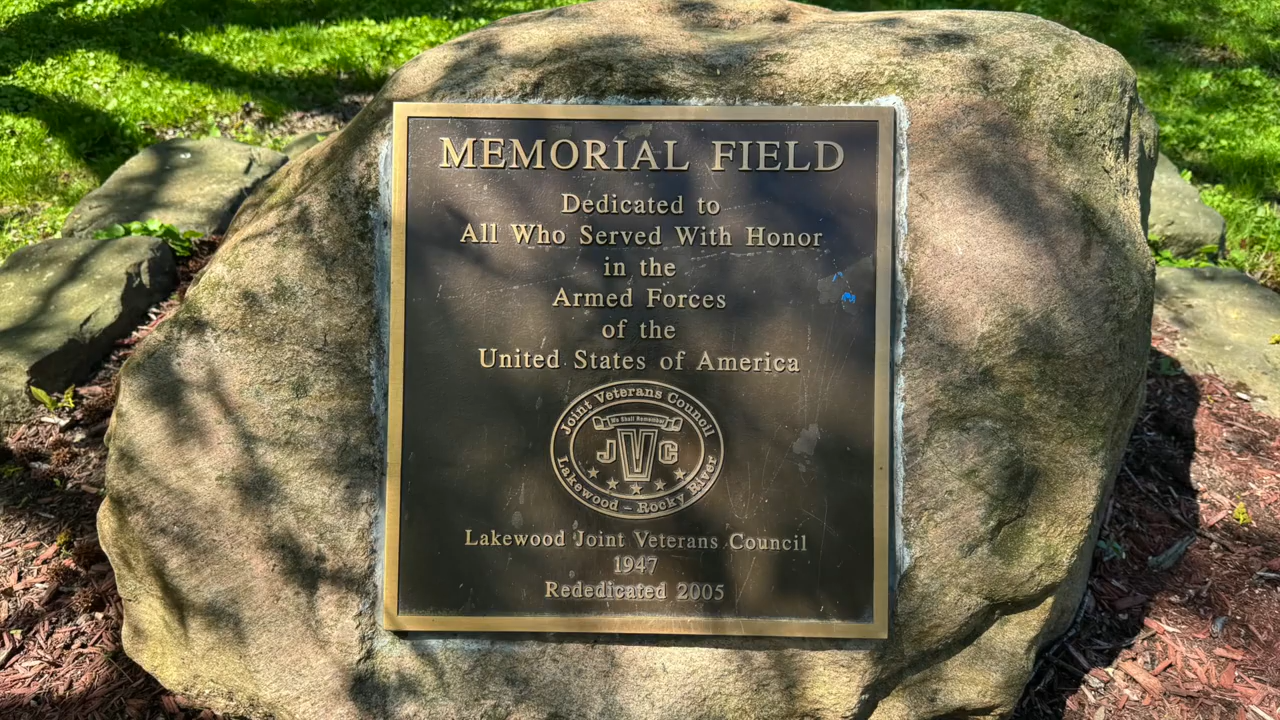 MEMORIAL FIELD
Dedicated to
All Who Served With Honor
in the
Armed Forces
of the
United States of America
Joint Veterans Council
We Shall Remember
JVC
Lakewood - Rocky River
Lakewood Joint Veterans Council
1947
Rededicated 2005